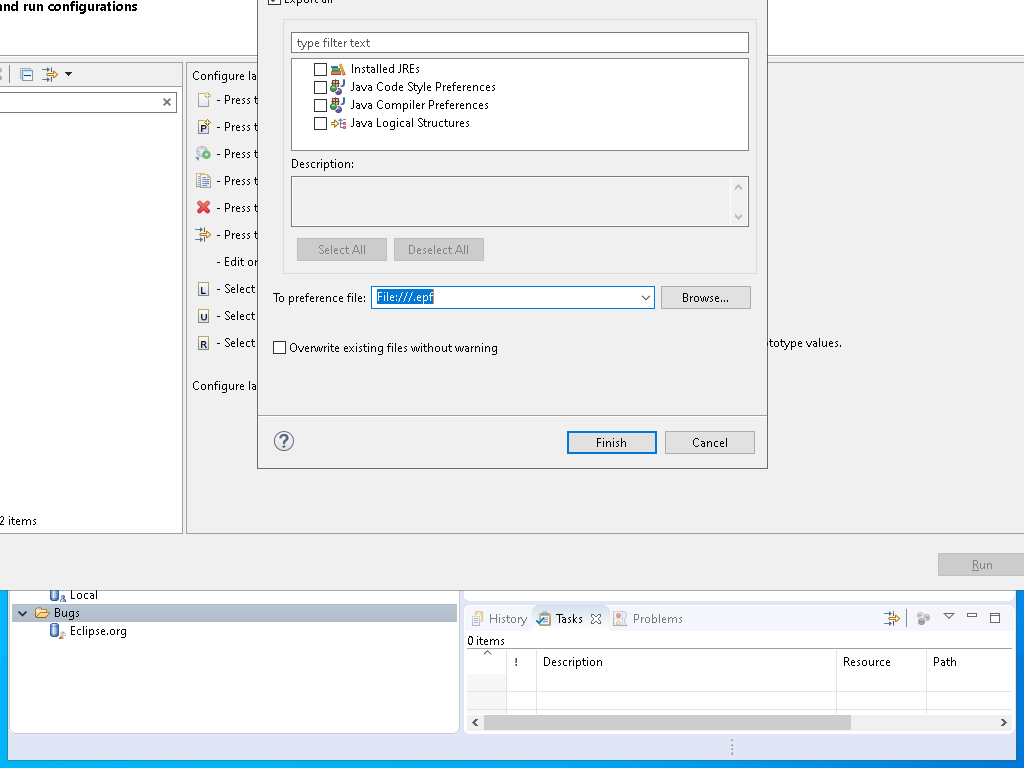 and run configurations
Export all
type filter text
Installed JREs
Java Code Style Preferences
Java Compiler Preferences
Java Logical Structures
Description:
Select All
Deselect All
To preference file:
File:///.epf
Browse...
Overwrite existing files without warning
Finish
Cancel
Configure la
- Press t
P
- Press t
- Press t
- Press t
- Press t
- Press t
- Edit or
L
- Select
U
- Select
R
- Select
totype values.
Configure la
2 items
Run
Local
Bugs
Eclipse.org
History
Tasks
Problems
0 items
!
Description
Resource
Path